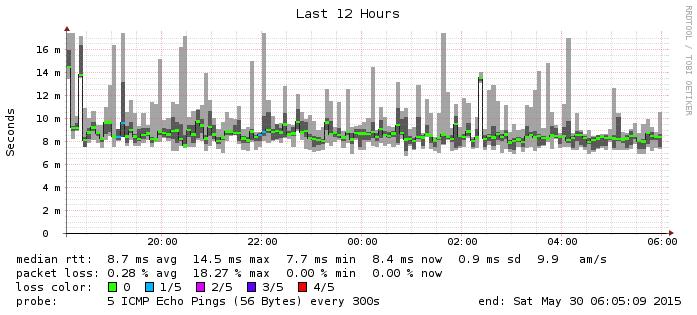 Last 12 Hours
RRDTOOL / TOBI OETIKER
Seconds
16 m
14 m
12 m
10 m
8 m
6 m
4 m
2 m
0
20:00 22:00 00:00 02:00 04:00 06:00
median rtt: 8.7 ms avg 14.5 ms max 7.7 ms min 8.4 ms now 0.9 ms sd 9.9 am/s
packet loss: 0.28 % avg 18.27 % max 0.00 % min 0.00 % now
loss color: 0 1/5 2/5 3/5 4/5
probe: 5 ICMP Echo Pings (56 Bytes) every 300s end: Sat May 30 06:05:09 2015